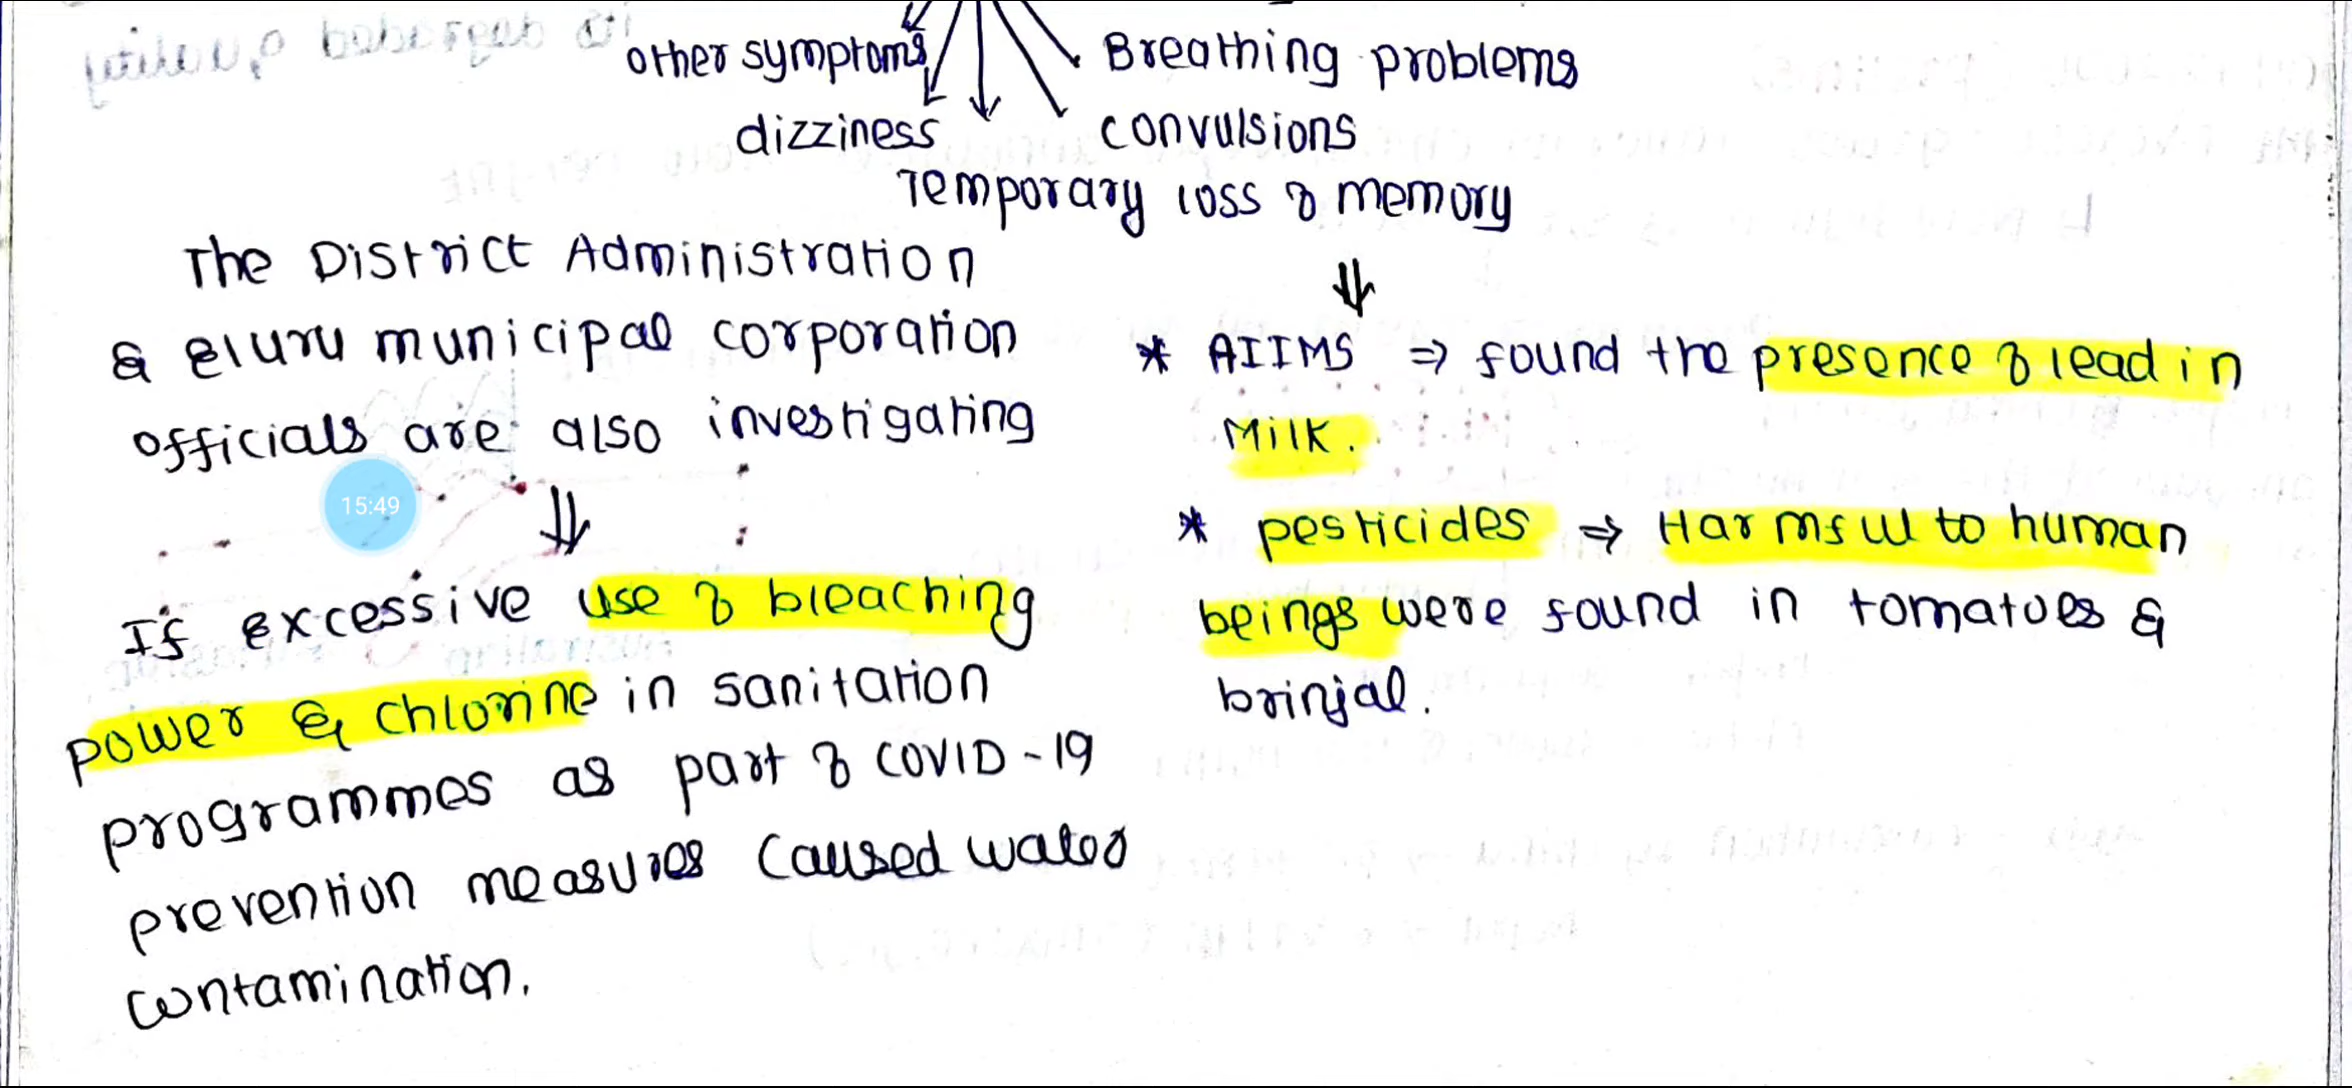 other symptoms
Breathing problems
dizziness
convulsions
Temporary loss of memory
The District Administration
& eluru municipal corporation
officials are also investigating
15:49
If excessive use of bleaching
power & chlorine in sanitation
programmes as part of COVID-19
prevention measures caused water
contamination.
* AIIMS ⇒ found the presence of lead in
Milk.
* pesticides ⇒ Harmful to human
beings were found in tomatoes &
brinjal.